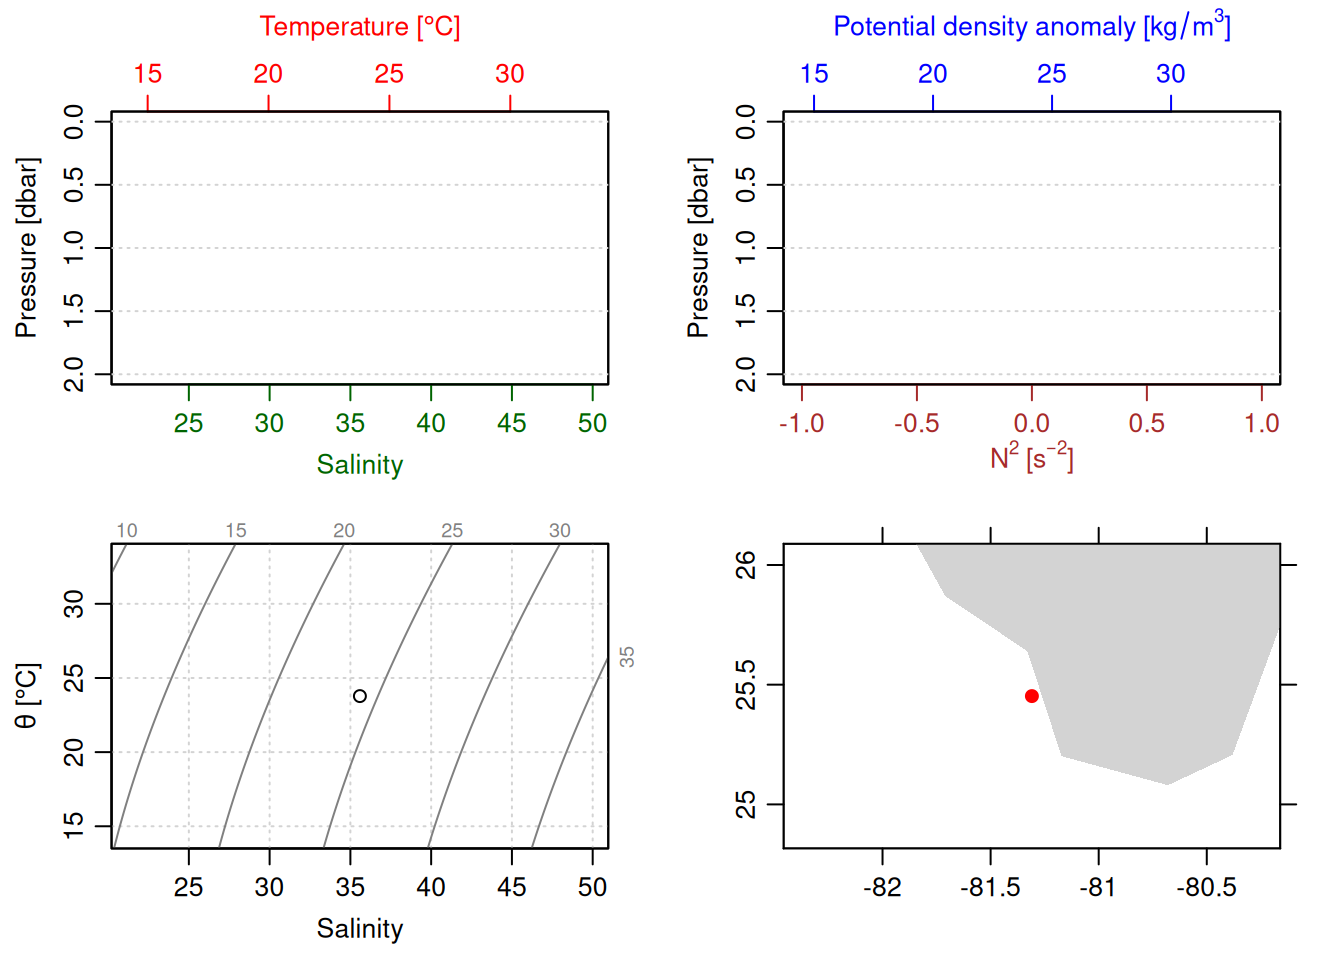 Temperature [°C]
15 20 25 30
Pressure [dbar]
0.0 0.5 1.0 1.5 2.0
25 30 35 40 45 50
Salinity
Potential density anomaly [kg/m³]
15 20 25 30
Pressure [dbar]
0.0 0.5 1.0 1.5 2.0
-1.0 -0.5 0.0 0.5 1.0
N² [s⁻²]
10 15 20 25 30
35
θ [°C]
30 25 20 15
25 30 35 40 45 50
Salinity
26 25.5 25
-82 -81.5 -81 -80.5